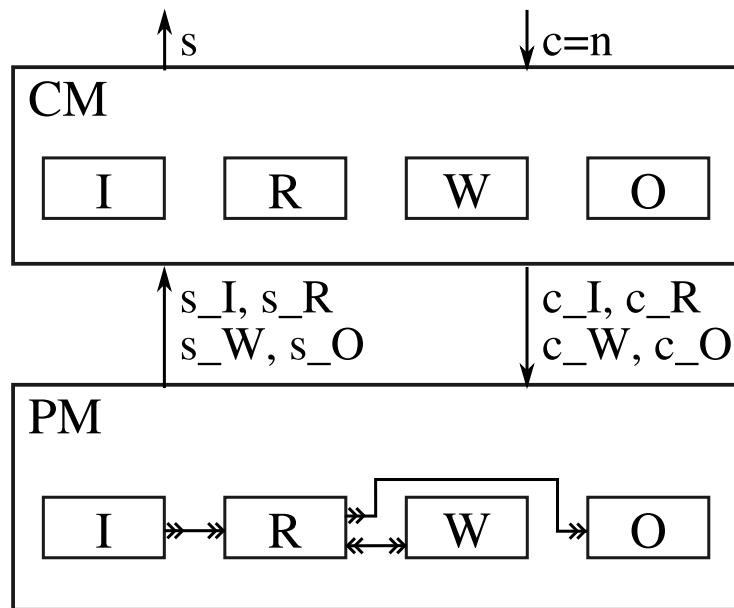 s
c=n
CM
I
R
W
O
s_I, s_R
s_W, s_O
c_I, c_R
c_W, c_O
PM
I
R
W
O